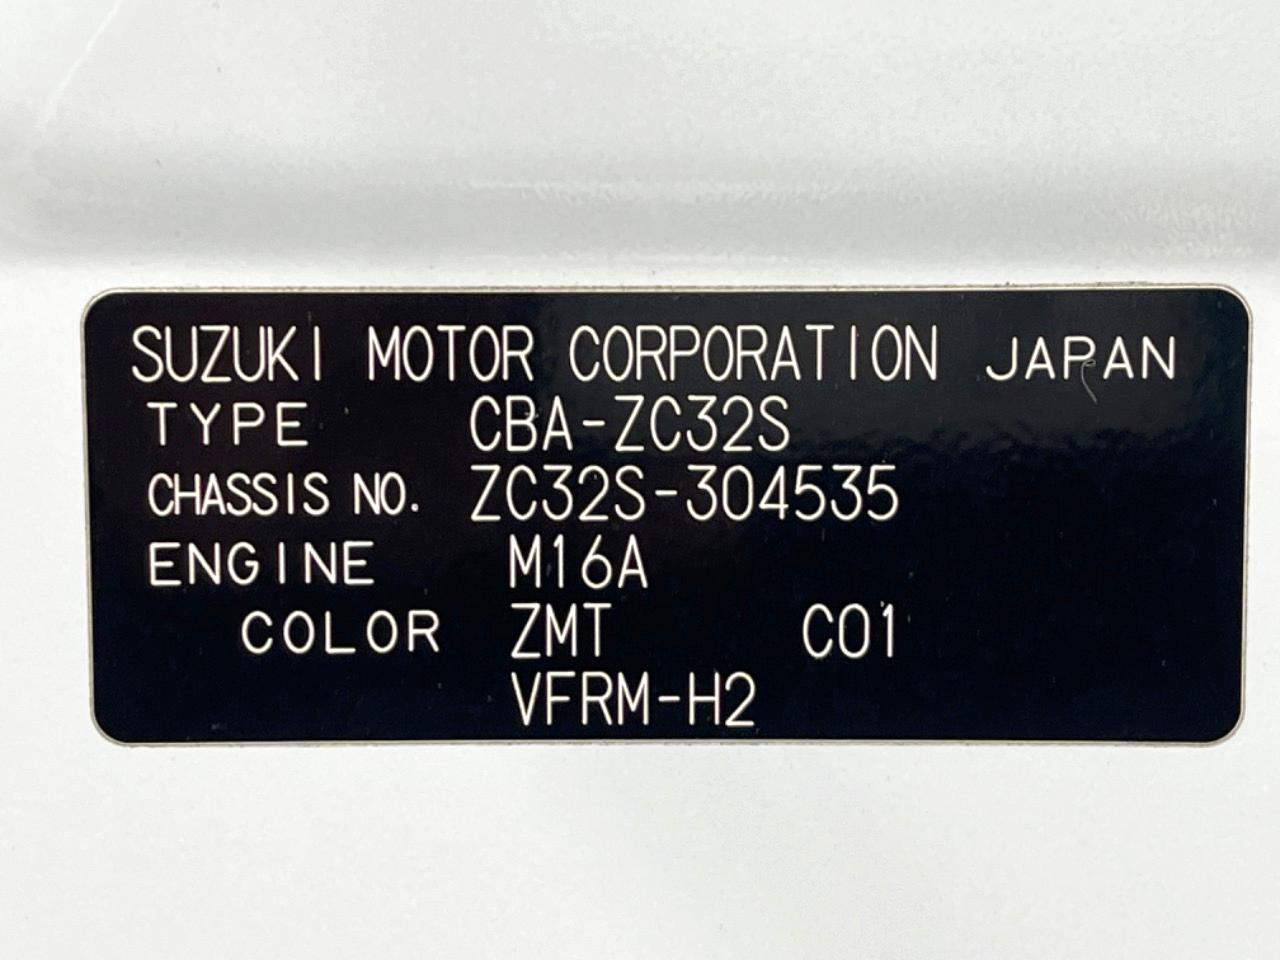 SUZUKI MOTOR CORPORATION JAPAN
TYPE CBA-ZC32S
CHASSIS NO. ZC32S-304535
ENGINE M16A
COLOR ZMT C01
VFRM-H2